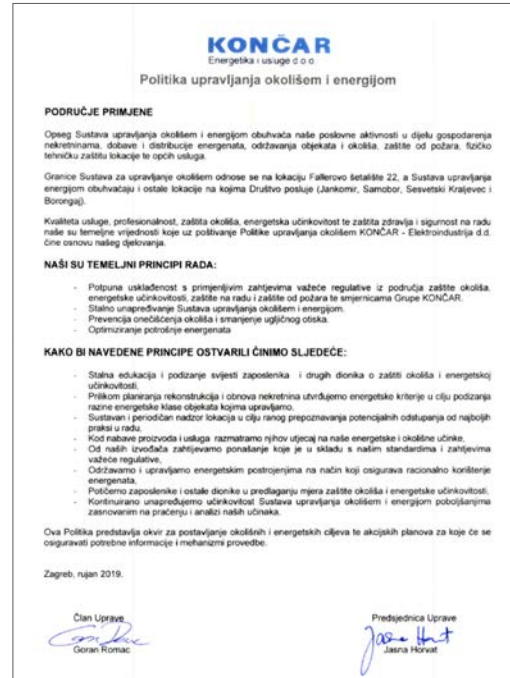 KONČAR
Energetika i usluge d.o.o.
Politika upravljanja okolišem i energijom
PODRUČJE PRIMJENE
Opseg Sustava upravljanja okolišem i energijom obuhvaća naše poslovne aktivnosti u dijelu gospodarenja
nekretninama, dobave i distribucije energenata, održavanja objekata i okoliša, zaštite od požara, fizičko
tehničku zaštitu lokacije te općih usluga.
Granice Sustava za upravljanje okolišem odnose se na lokaciju Fallerovo šetalište 22, a Sustava upravljanja
energijom obuhvaćaju i ostale lokacije na kojima Društvo posluje (Jankomir, Samobor, Sesvetski Kraljevec i
Borongaj).
Kvaliteta usluge, profesionalnost, zaštita okoliša, energetska učinkovitost te zaštita zdravlja i sigurnost na radu
naše su temeljne vrijednosti koje uz poštivanje Politike upravljanja okolišem KONČAR - Elektroindustrija d.d.
čine osnovu našeg djelovanja.
NAŠI SU TEMELJNI PRINCIPI RADA:
- Potpuna usklađenost s primjenjivim zahtjevima važeće regulative iz područja zaštite okoliša,
energetske učinkovitosti, zaštite na radu i zaštite od požara te smjernicama Grupe KONČAR.
- Stalno unapređivanje Sustava upravljanja okolišem i energijom.
- Prevencija onečišćenja okoliša i smanjenje ugljičnog otiska.
- Optimiziranje potrošnje energenata
KAKO BI NAVEDENE PRINCIPE OSTVARILI ČINIMO SLJEDEĆE:
- Stalna edukacija i podizanje svijesti zaposlenika i drugih dionika o zaštiti okoliša i energetskoj
učinkovitosti,
- Prilikom planiranja rekonstrukcija i obnova nekretnina utvrđujemo energetske kriterije u cilju podizanja
razine energetske klase objekata kojima upravljamo,
- Sustavan i periodičan nadzor lokacija u cilju ranog prepoznavanja potencijalnih odstupanja od najboljih
praksi u radu,
- Kod nabave proizvoda i usluga razmatramo njihov utjecaj na naše energetske i okolišne učinke,
- Od naših izvođača zahtijevamo ponašanje koje je u skladu s našim standardima i zahtjevima
važeće regulative,
- Održavamo i upravljamo energetskim postrojenjima na način koji osigurava racionalno korištenje
energenata,
- Potičemo zaposlenike i ostale dionike u predlaganju mjera zaštite okoliša i energetske učinkovitosti,
- Kontinuirano unapređujemo učinkovitost Sustava upravljanja okolišem i energijom poboljšanjima
zasnovanim na praćenju i analizi naših učinaka.
Ova Politika predstavlja okvir za postavljanje okolišnih i energetskih ciljeva te akcijskih planova za koje će se
osiguravati potrebne informacije i mehanizmi provedbe.
Zagreb, rujan 2019.
Član Uprave
Goran Romac
Predsjednica Uprave
Jasna Horvat
Jasna Horvat